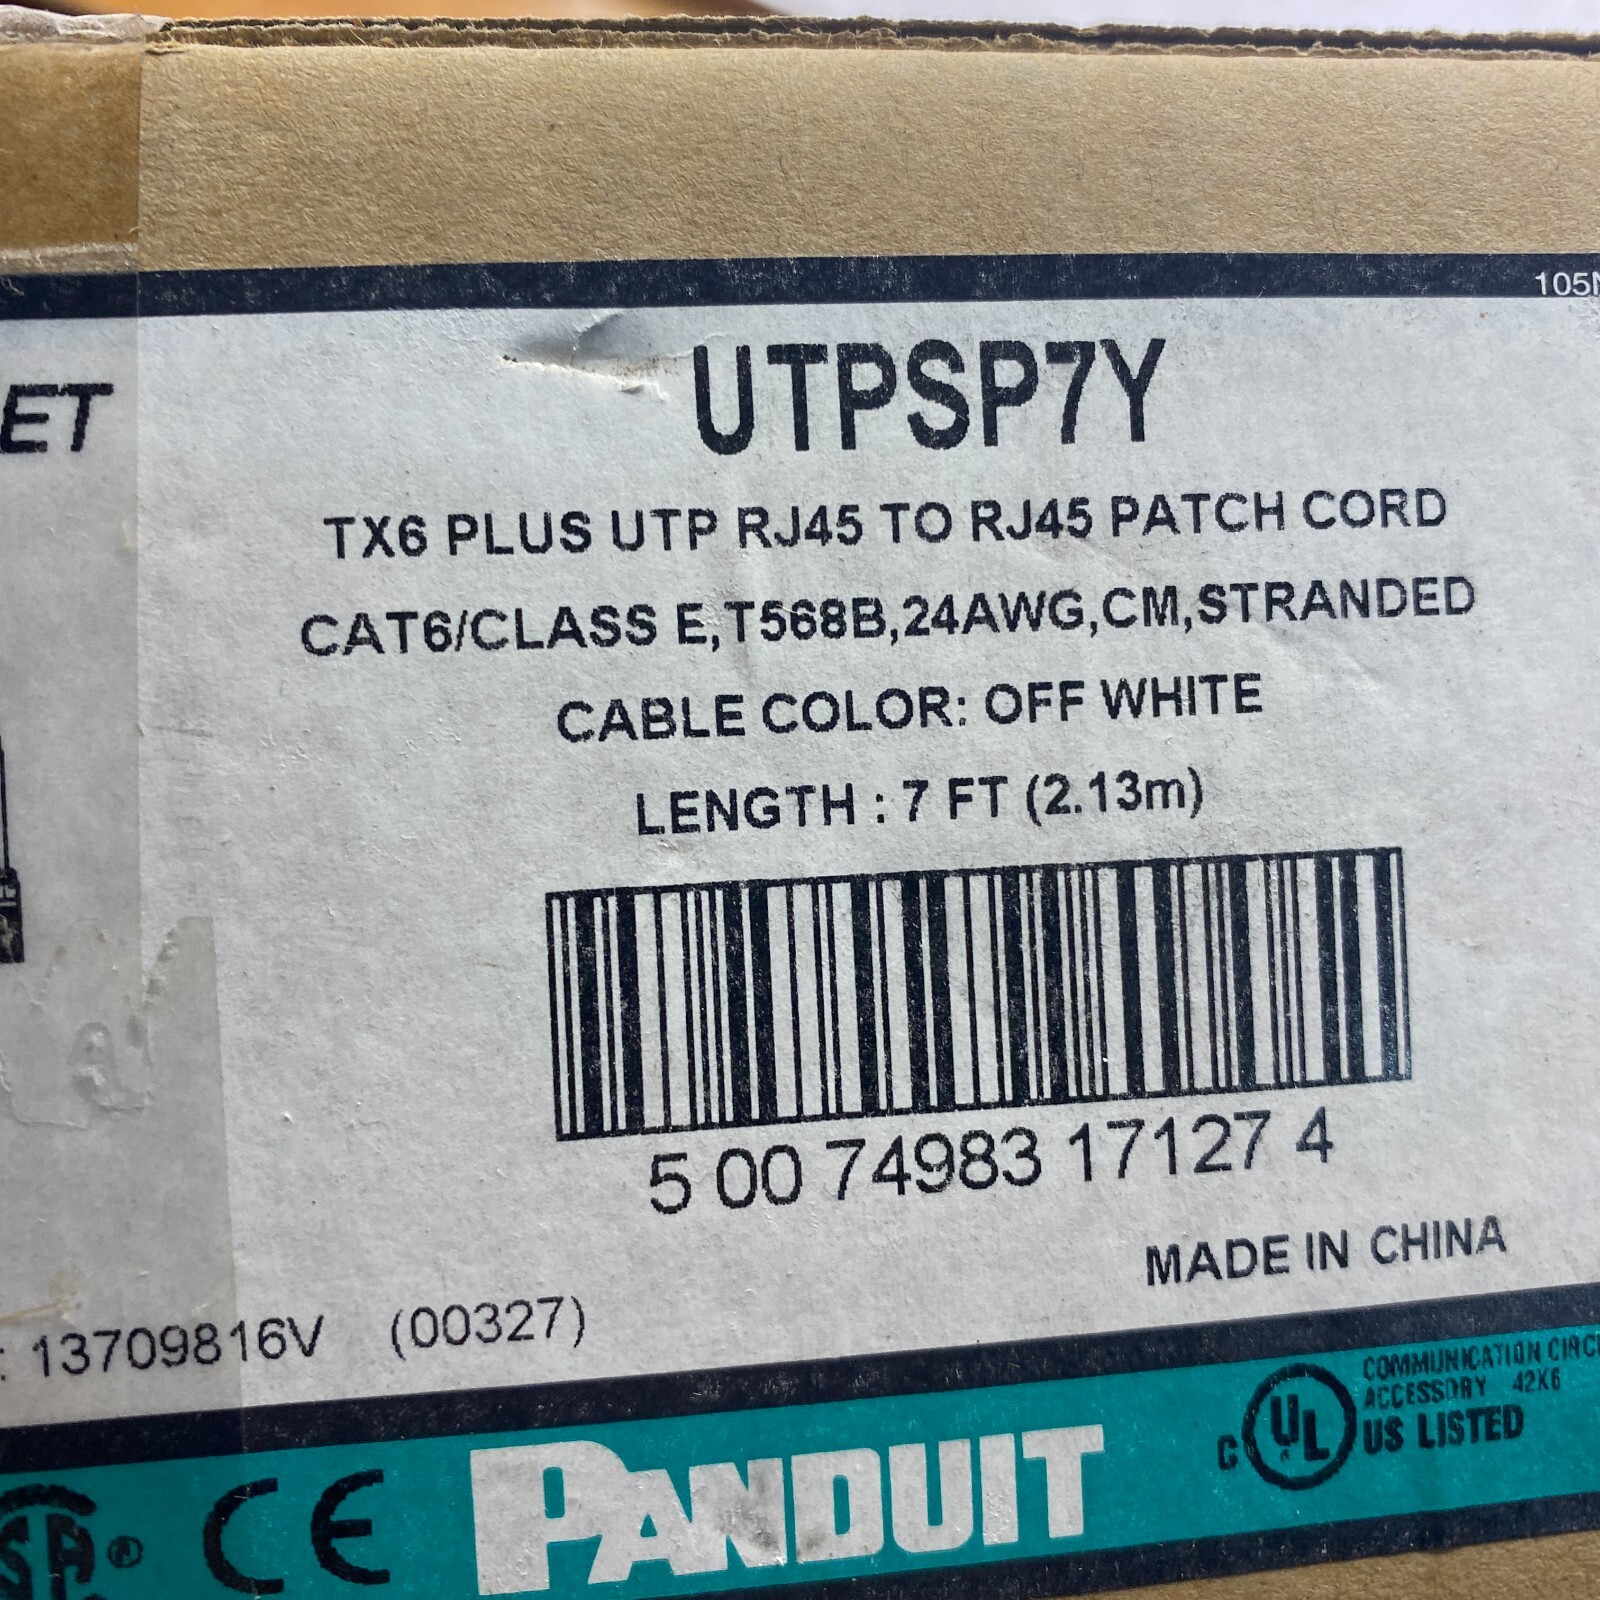 105N
ET
UTPSP7Y
TX6 PLUS UTP RJ45 TO RJ45 PATCH CORD
CAT6/CLASS E,T568B,24AWG,CM,STRANDED
CABLE COLOR: OFF WHITE
LENGTH : 7 FT (2.13m)
5 00 74983 17127 4
MADE IN CHINA
: 13709816V (00327)
COMMUNICATION CIRC
ACCESSORY 42X6
C UL US LISTED
SA® CE PANDUIT